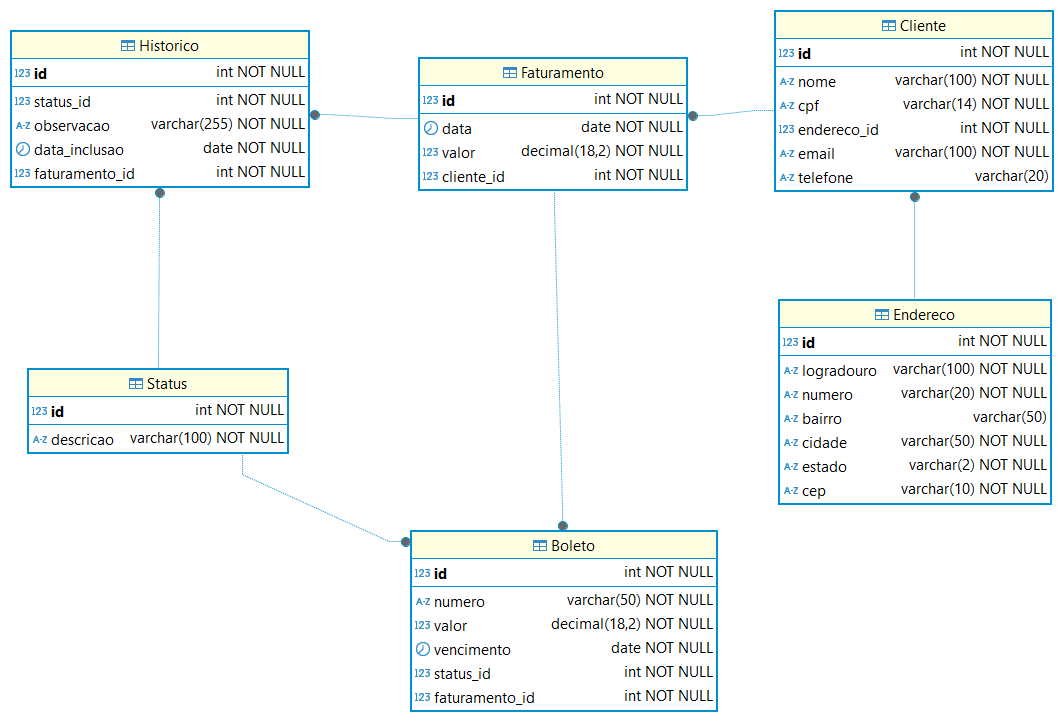 Historico
123 id int NOT NULL
123 status_id int NOT NULL
A-Z observacao varchar(255) NOT NULL
data_inclusao date NOT NULL
123 faturamento_id int NOT NULL
Faturamento
123 id int NOT NULL
data date NOT NULL
123 valor decimal(18,2) NOT NULL
123 cliente_id int NOT NULL
Cliente
123 id int NOT NULL
A-Z nome varchar(100) NOT NULL
A-Z cpf varchar(14) NOT NULL
123 endereco_id int NOT NULL
A-Z email varchar(100) NOT NULL
A-Z telefone varchar(20)
Status
123 id int NOT NULL
A-Z descricao varchar(100) NOT NULL
Endereco
123 id int NOT NULL
A-Z logradouro varchar(100) NOT NULL
A-Z numero varchar(20) NOT NULL
A-Z bairro varchar(50)
A-Z cidade varchar(50) NOT NULL
A-Z estado varchar(2) NOT NULL
A-Z cep varchar(10) NOT NULL
Boleto
123 id int NOT NULL
A-Z numero varchar(50) NOT NULL
123 valor decimal(18,2) NOT NULL
vencimento date NOT NULL
123 status_id int NOT NULL
123 faturamento_id int NOT NULL